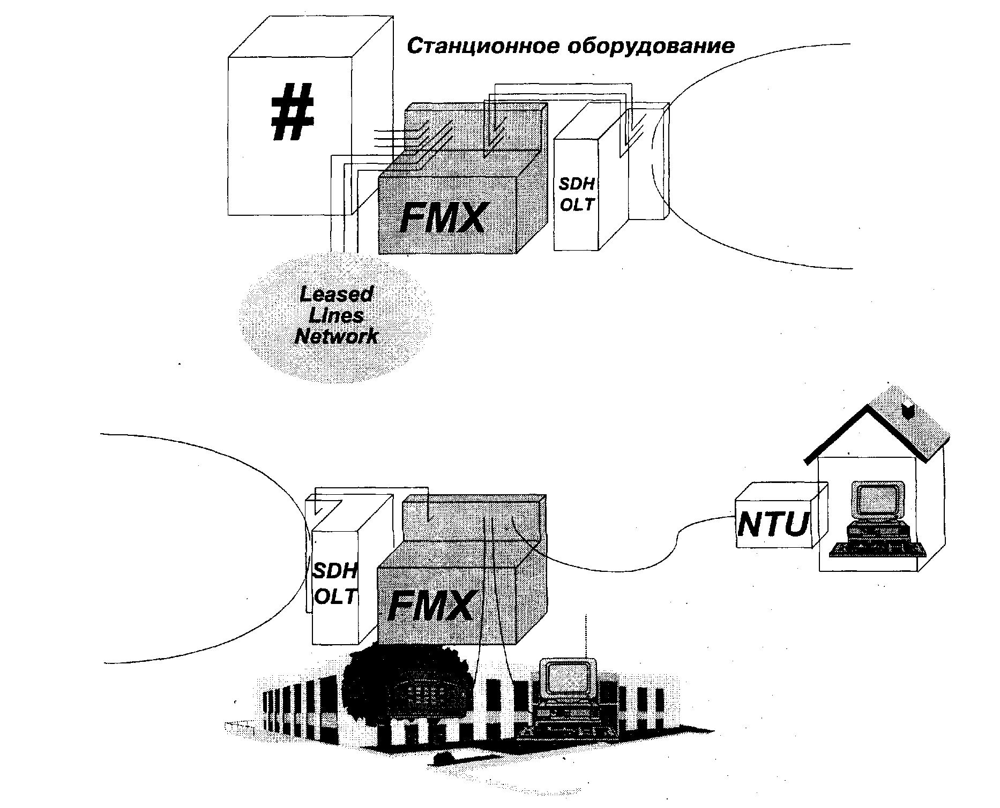 Станционное оборудование
#
SDH
OLT
FMX
Leased
Lines
Network
NTU
SDH
OLT
FMX